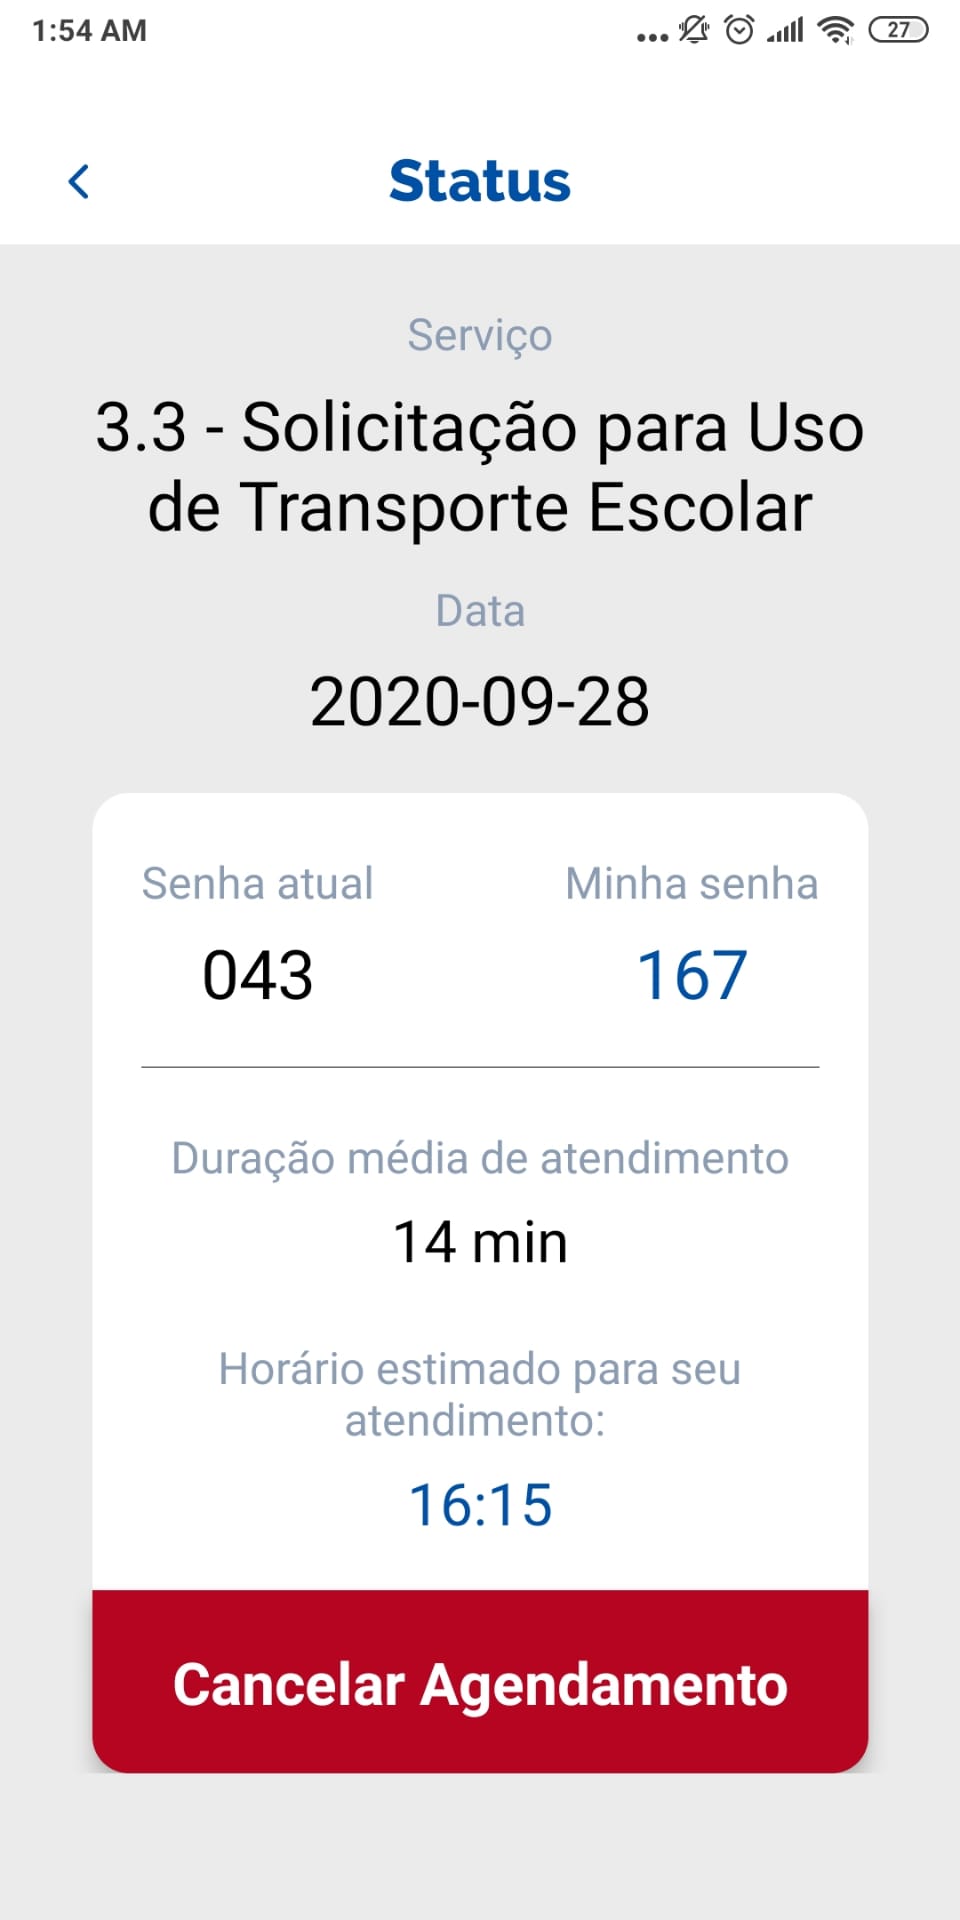 1:54 AM
27
Status
Serviço
3.3 - Solicitação para Uso
de Transporte Escolar
Data
2020-09-28
Senha atual
Minha senha
043
167
Duração média de atendimento
14 min
Horário estimado para seu
atendimento:
16:15
Cancelar Agendamento